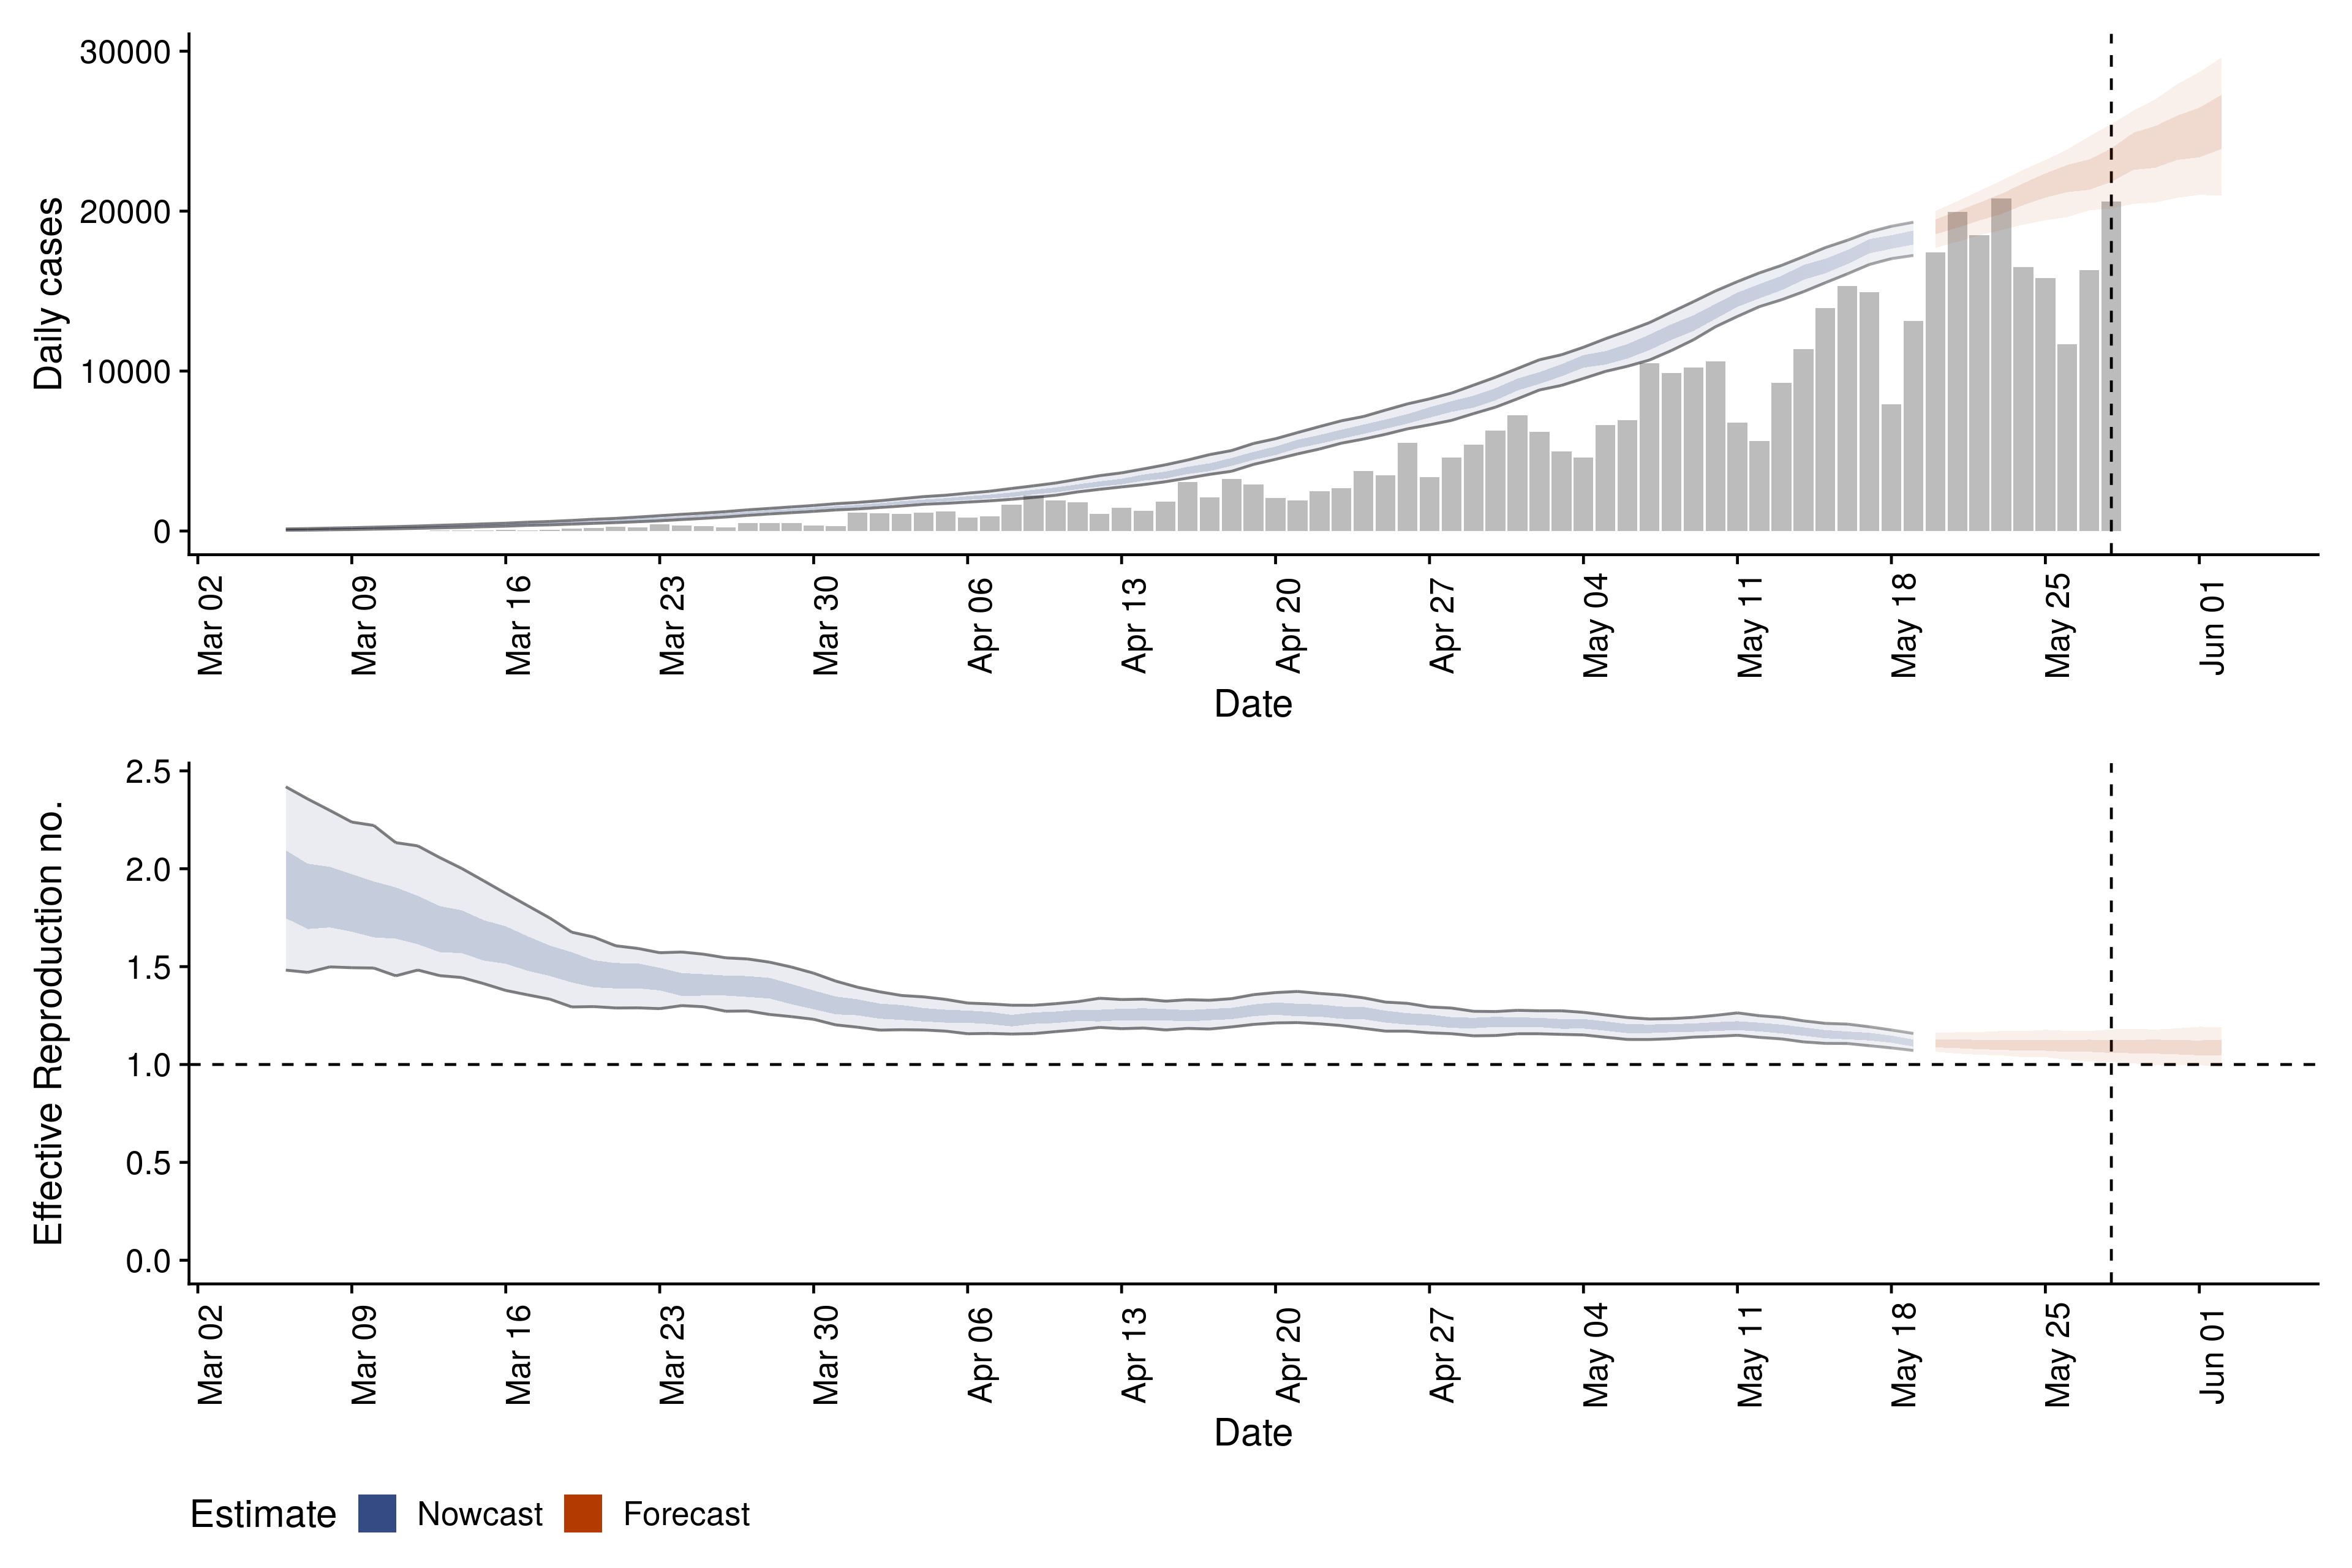 30000
20000
10000
0
Daily cases
Mar 02 Mar 09 Mar 16 Mar 23 Mar 30 Apr 06 Apr 13 Apr 20 Apr 27 May 04 May 11 May 18 May 25 Jun 01
Date
2.5
2.0
1.5
1.0
0.5
0.0
Effective Reproduction no.
Mar 02 Mar 09 Mar 16 Mar 23 Mar 30 Apr 06 Apr 13 Apr 20 Apr 27 May 04 May 11 May 18 May 25 Jun 01
Date
Estimate Nowcast Forecast